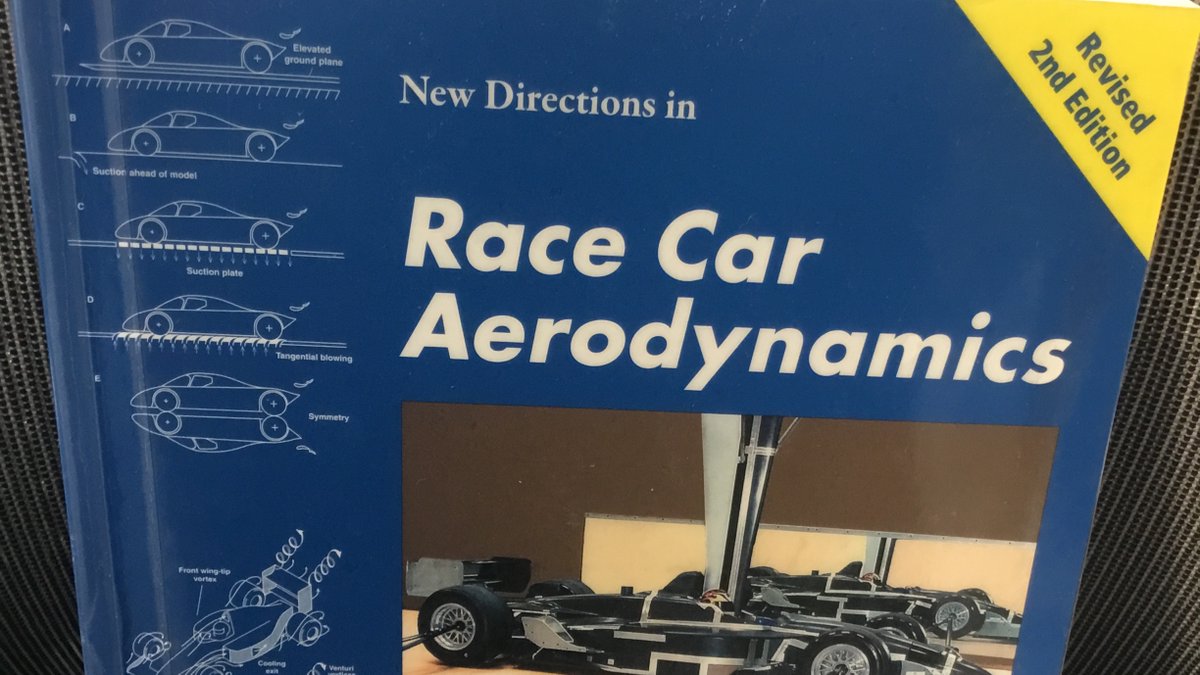 New Directions in
Race Car
Aerodynamics
Revised
2nd Edition
A
Elevated
ground plane
B
Suction ahead of model
C
Suction plate
D
Tangential blowing
E
Symmetry
Front wing-tip
vortex
Cooling
exit
Venturi